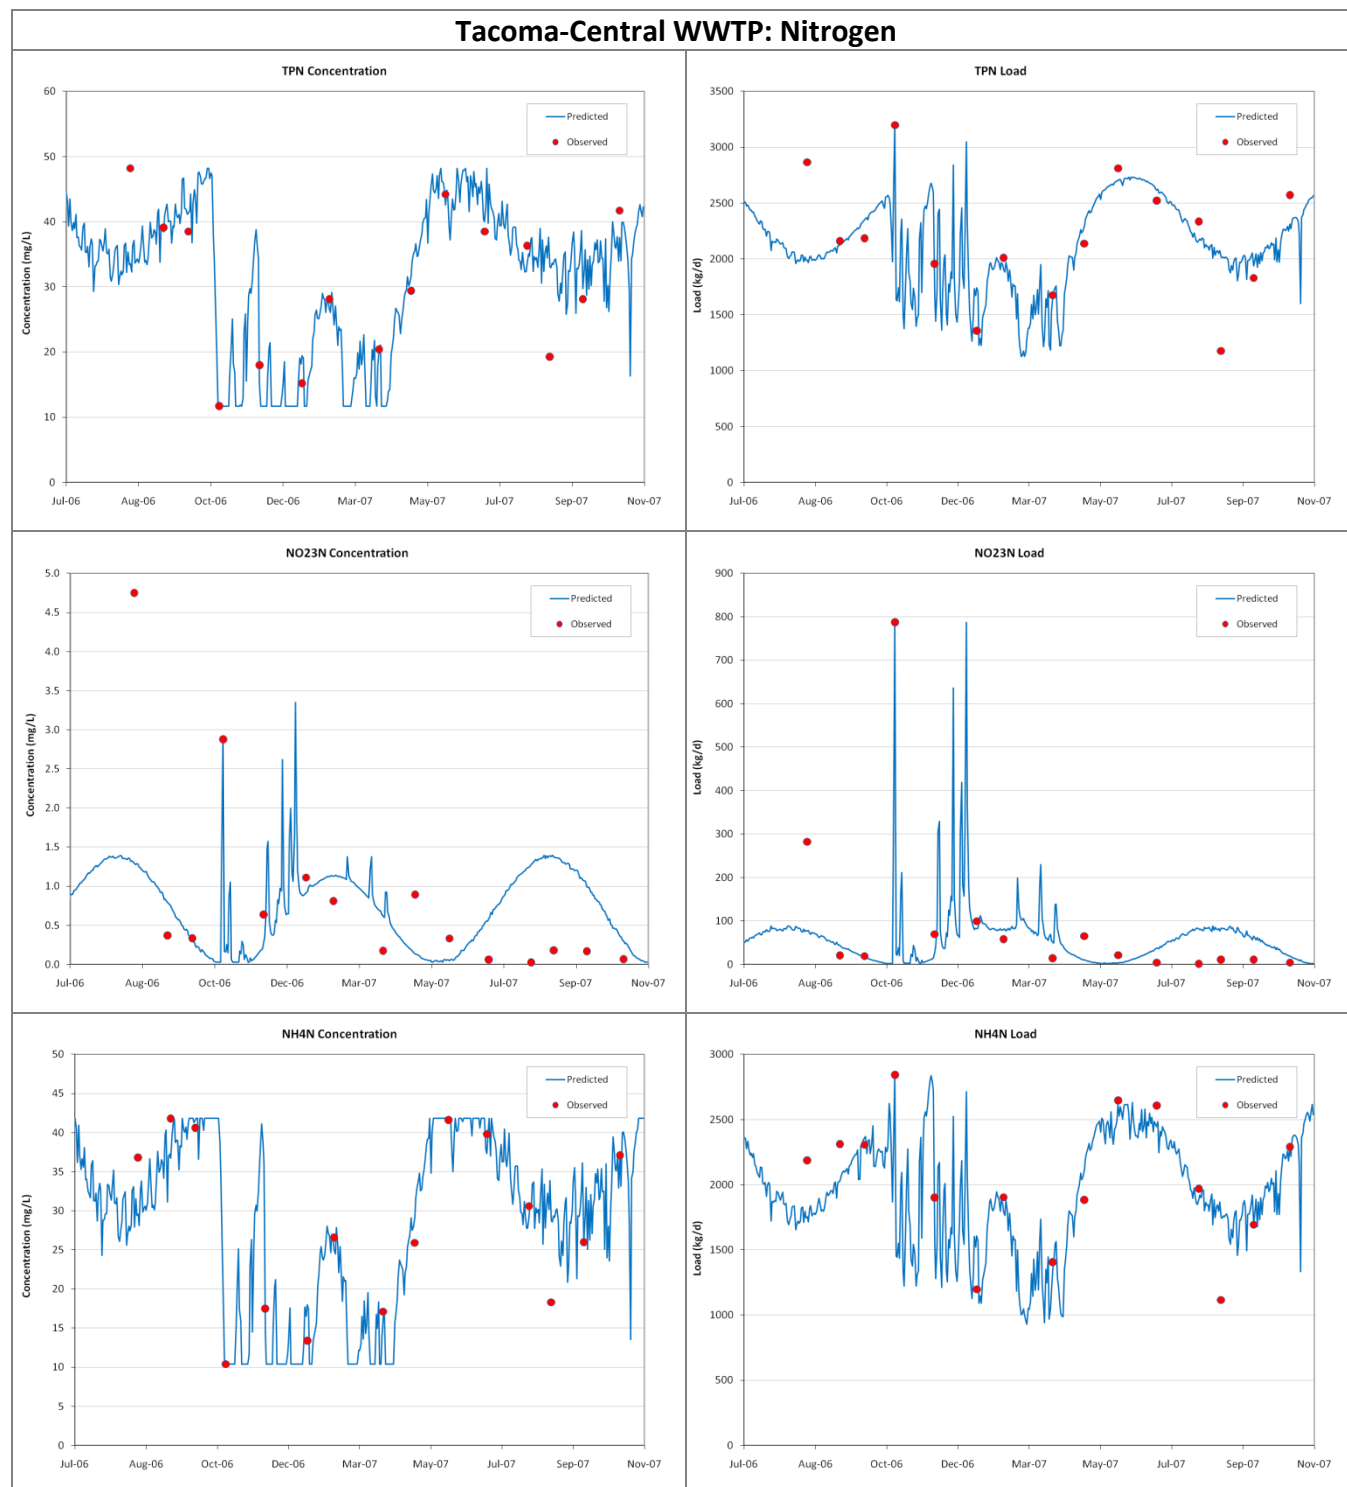 Tacoma-Central WWTP: Nitrogen
TPN Concentration
60
50
40
30
20
10
0
Concentration (mg/L)
Predicted
Observed
Jul-06 Aug-06 Oct-06 Dec-06 Mar-07 May-07 Jul-07 Sep-07 Nov-07
TPN Load
3500
3000
2500
2000
1500
1000
500
0
Load (kg/d)
Predicted
Observed
Jul-06 Aug-06 Oct-06 Dec-06 Mar-07 May-07 Jul-07 Sep-07 Nov-07
NO23N Concentration
5.0
4.5
4.0
3.5
3.0
2.5
2.0
1.5
1.0
0.5
0.0
Concentration (mg/L)
Predicted
Observed
Jul-06 Aug-06 Oct-06 Dec-06 Mar-07 May-07 Jul-07 Sep-07 Nov-07
NO23N Load
900
800
700
600
500
400
300
200
100
0
Load (kg/d)
Predicted
Observed
Jul-06 Aug-06 Oct-06 Dec-06 Mar-07 May-07 Jul-07 Sep-07 Nov-07
NH4N Concentration
50
45
40
35
30
25
20
15
10
5
0
Concentration (mg/L)
Predicted
Observed
Jul-06 Aug-06 Oct-06 Dec-06 Mar-07 May-07 Jul-07 Sep-07 Nov-07
NH4N Load
3000
2500
2000
1500
1000
500
0
Load (kg/d)
Predicted
Observed
Jul-06 Aug-06 Oct-06 Dec-06 Mar-07 May-07 Jul-07 Sep-07 Nov-07